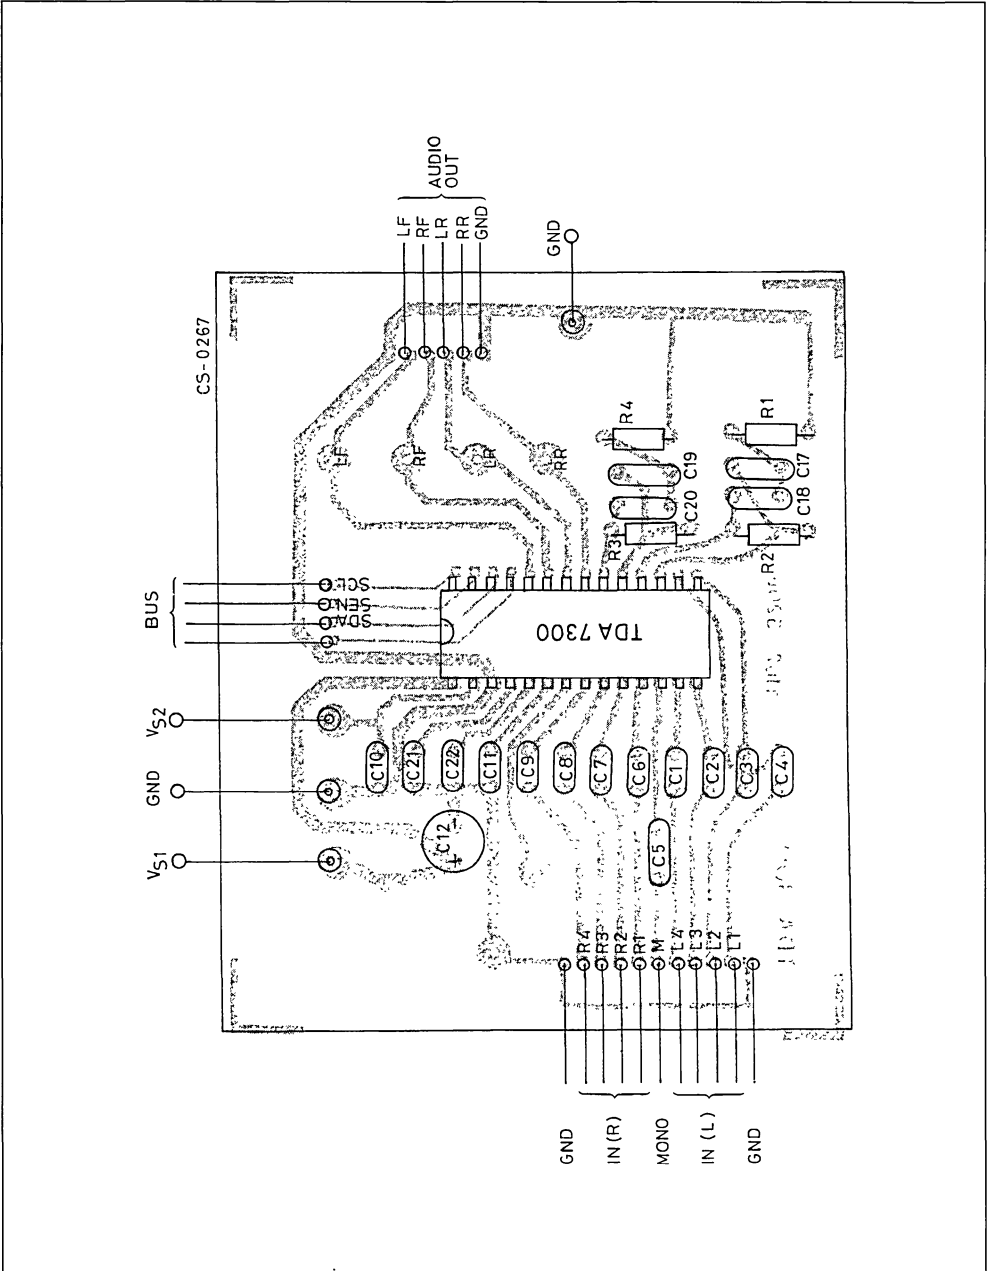 CS-0267
AUDIO
OUT
LF
RF
LR
RR
GND
GND
BUS
SCL
SEN
SDA
VS2
GND
VS1
LF
RF
LR
RR
R4
C19
C20
R3
R1
C17
C18
R2
TDA 7300
C10
C21
C22
C11
C9
C8
C7
C6
C1
C2
C3
C4
C12
+
-
C5
R4
R3
R2
R1
M
L4
L3
L2
L1
GND
IN (R)
MONO
IN (L)
GND